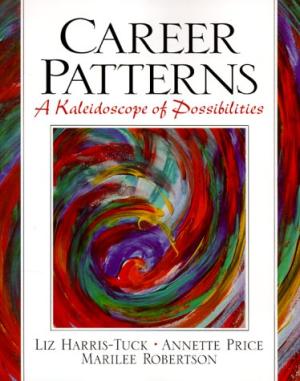 CAREER
PATTERNS
A Kaleidoscope of Possibilities
LIZ HARRIS-TUCK • ANNETTE PRICE
MARILEE ROBERTSON